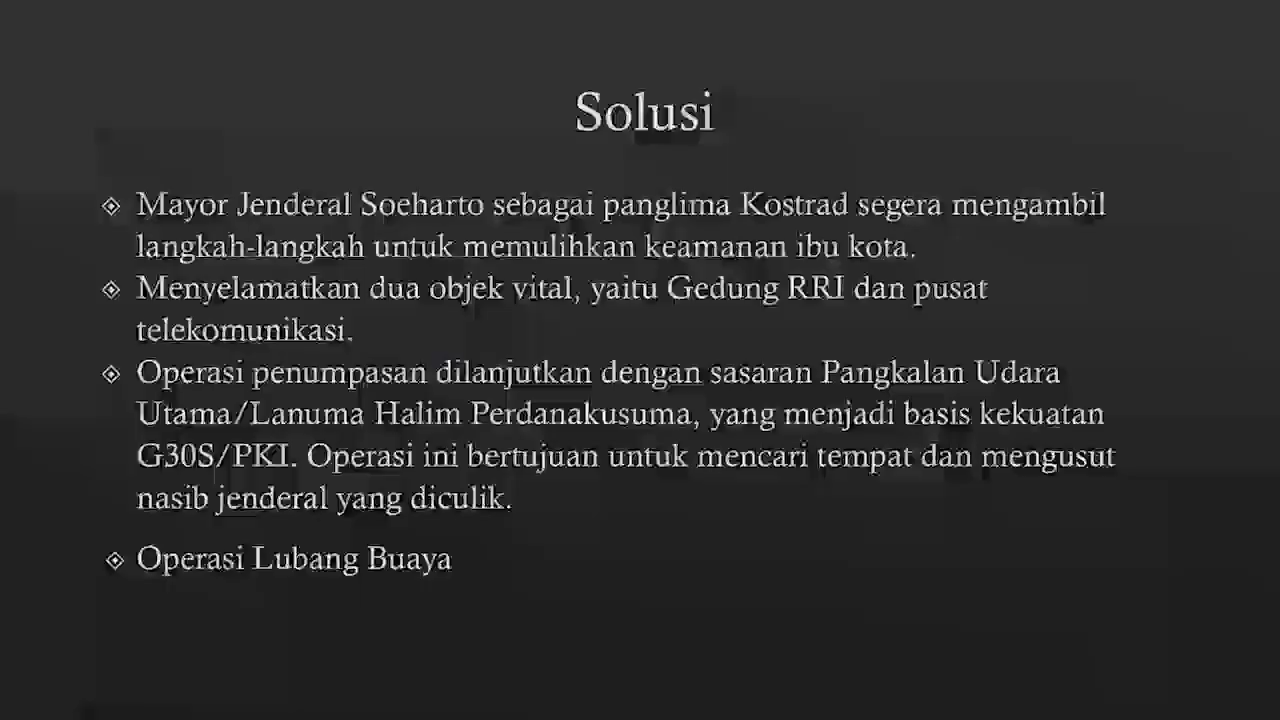 Solusi
Mayor Jenderal Soeharto sebagai panglima Kostrad segera mengambil
langkah-langkah untuk memulihkan keamanan ibu kota.
Menyelamatkan dua objek vital, yaitu Gedung RRI dan pusat
telekomunikasi.
Operasi penumpasan dilanjutkan dengan sasaran Pangkalan Udara
Utama/Lanuma Halim Perdanakusuma, yang menjadi basis kekuatan
G30S/PKI. Operasi ini bertujuan untuk mencari tempat dan mengusut
nasib jenderal yang diculik.
Operasi Lubang Buaya